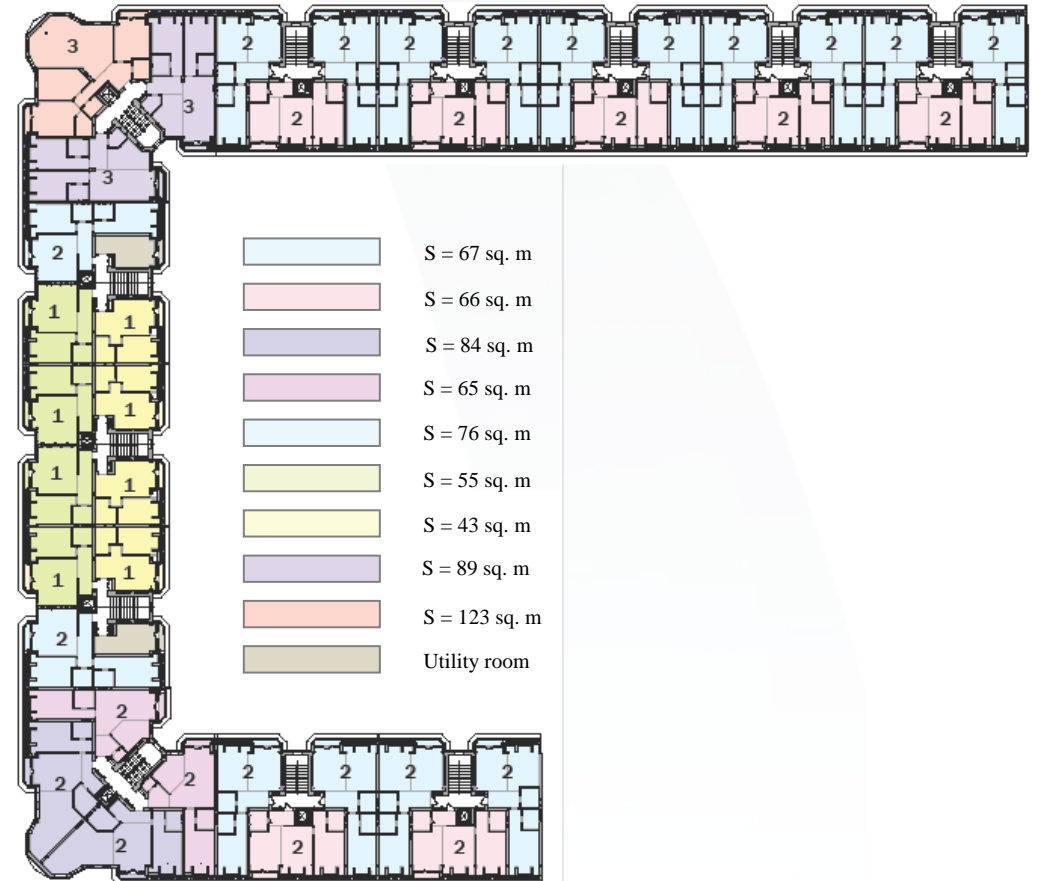 3 2 2 2 2 2 2 2 2 2 2
3 2 2 2 2 2
3
2 S = 67 sq. m
S = 66 sq. m
1 1
S = 84 sq. m
S = 65 sq. m
1 1
S = 76 sq. m
1 1
S = 55 sq. m
S = 43 sq. m
1 1
S = 89 sq. m
S = 123 sq. m
2
Utility room
2
2 2 2 2 2 2
2 2 2